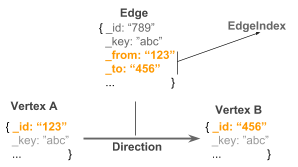 Edge
{ _id: “789”
_key: ”abc”
_from: “123”
_to: “456”
... }
EdgeIndex
Vertex A
{ _id: “123”
_key: ”abc”
... }
Direction
Vertex B
{ _id: “456”
_key: ”abc”
... }